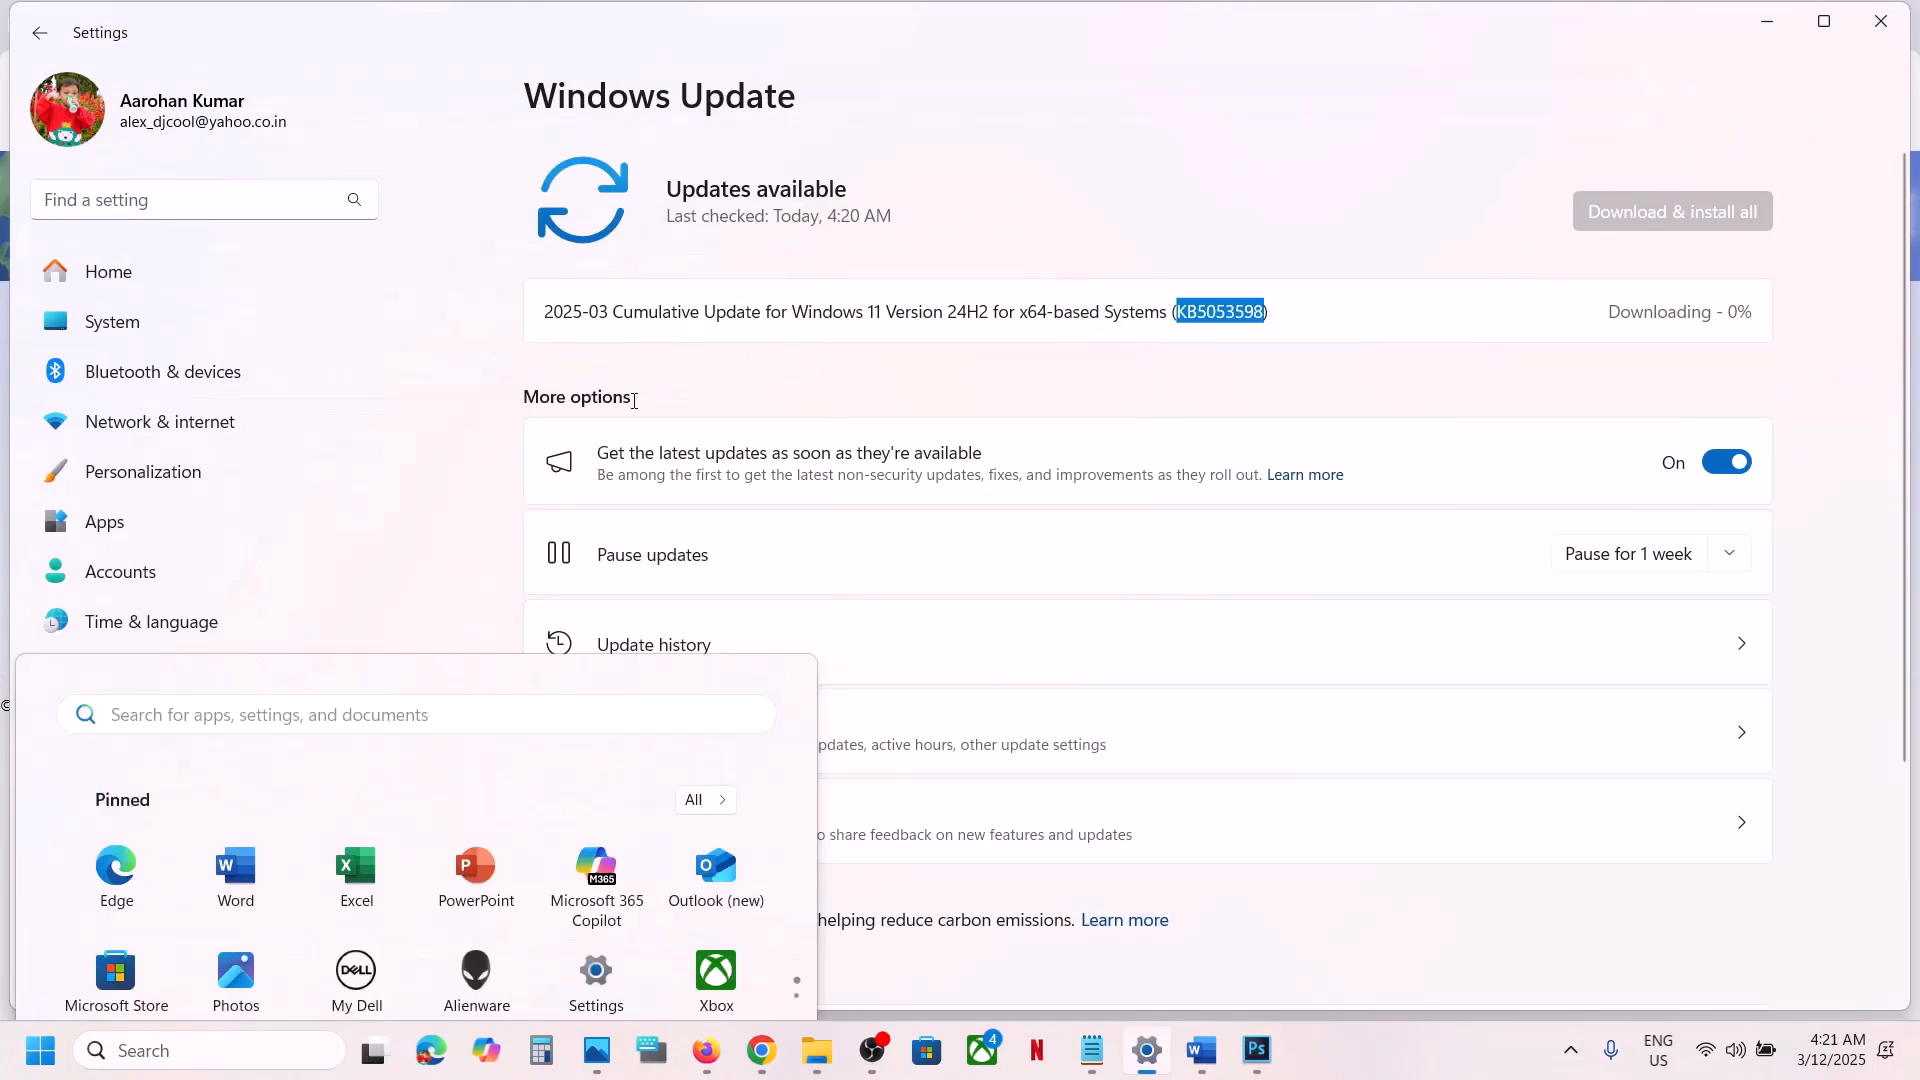 Settings
Aarohan Kumar
alex_djcool@yahoo.co.in
Find a setting
Home
System
Bluetooth & devices
Network & internet
Personalization
Apps
Accounts
Time & language
Windows Update
Updates available
Last checked: Today, 4:20 AM
Download & install all
2025-03 Cumulative Update for Windows 11 Version 24H2 for x64-based Systems (KB5053598) Downloading - 0%
More options
Get the latest updates as soon as they're available
Be among the first to get the latest non-security updates, fixes, and improvements as they roll out. Learn more
On
Pause updates
Pause for 1 week
Update history
pdates, active hours, other update settings
o share feedback on new features and updates
helping reduce carbon emissions. Learn more
Search for apps, settings, and documents
Pinned
All
Edge
Word
Excel
PowerPoint
M365
Microsoft 365 Copilot
Outlook (new)
DELL
Microsoft Store
Photos
My Dell
Alienware
Settings
Xbox
©
Search
4
N
W
Ps
ENG
US
4:21 AM
3/12/2025